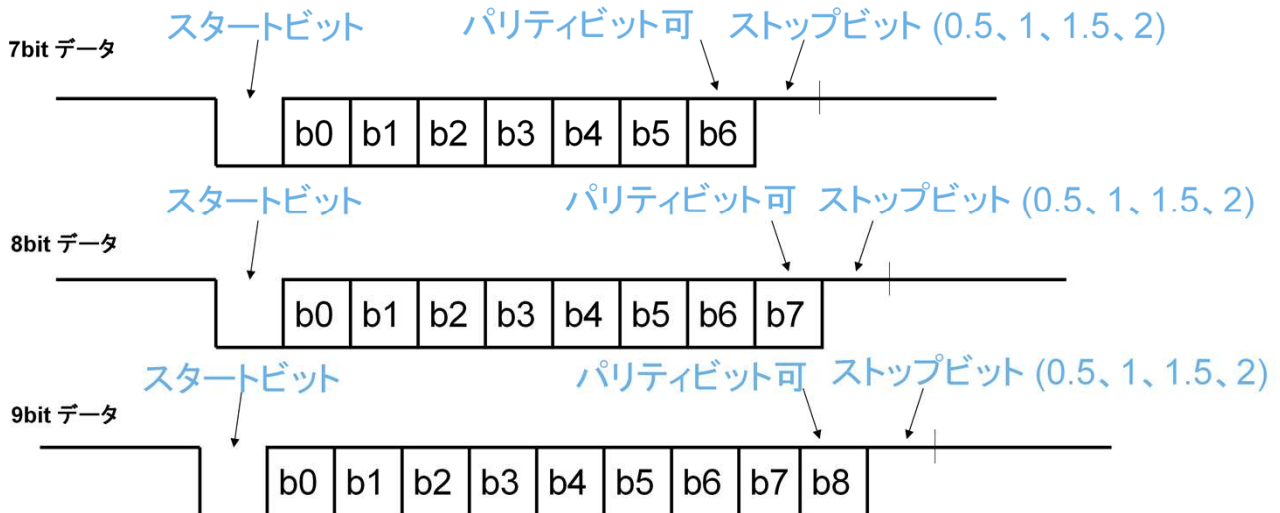 スタートビット パリティビット可 ストップビット (0.5、1、1.5、2)
7bit データ
b0 b1 b2 b3 b4 b5 b6
スタートビット パリティビット可 ストップビット (0.5、1、1.5、2)
8bit データ
b0 b1 b2 b3 b4 b5 b6 b7
スタートビット パリティビット可 ストップビット (0.5、1、1.5、2)
9bit データ
b0 b1 b2 b3 b4 b5 b6 b7 b8